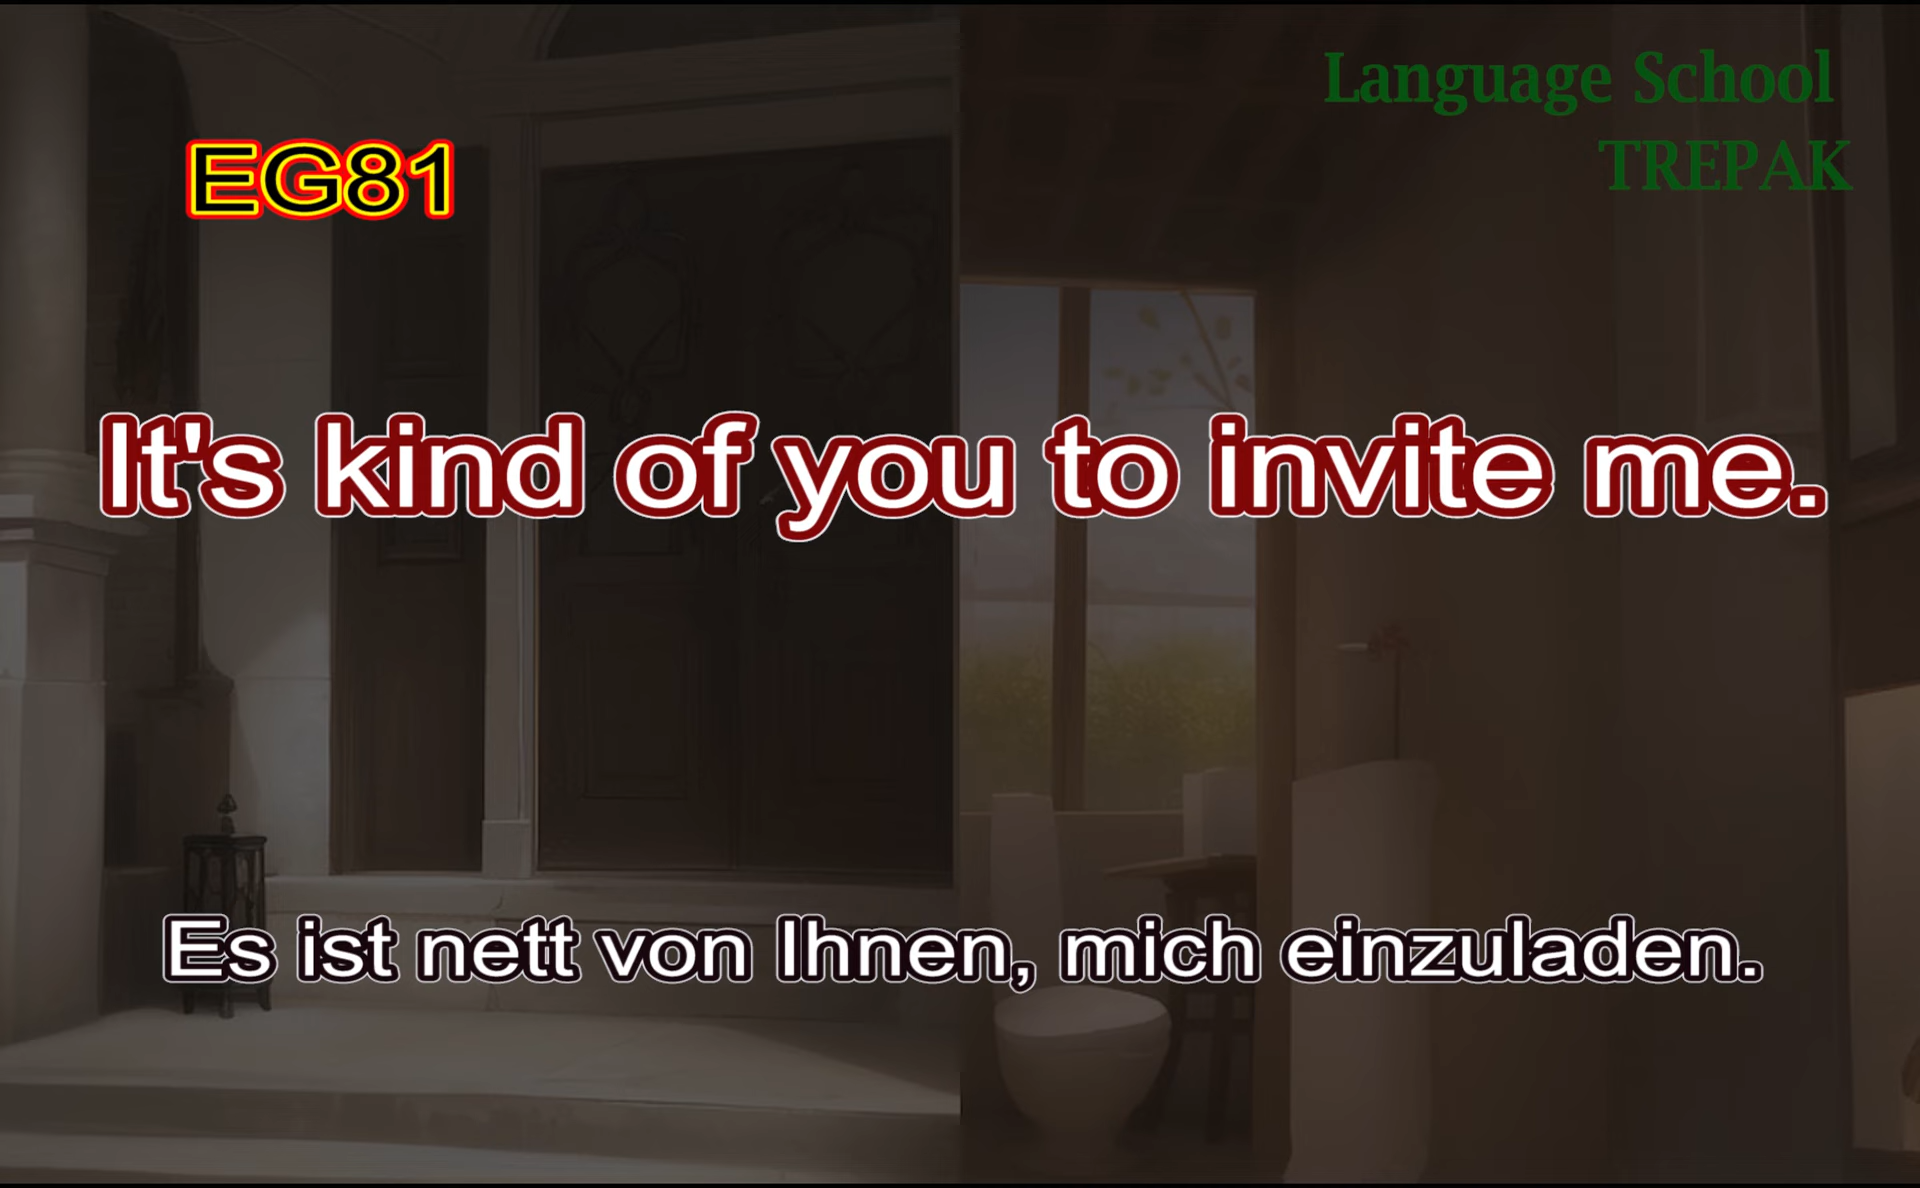 Language School
TREPAK
EG81
It's kind of you to invite me.
Es ist nett von Ihnen, mich einzuladen.